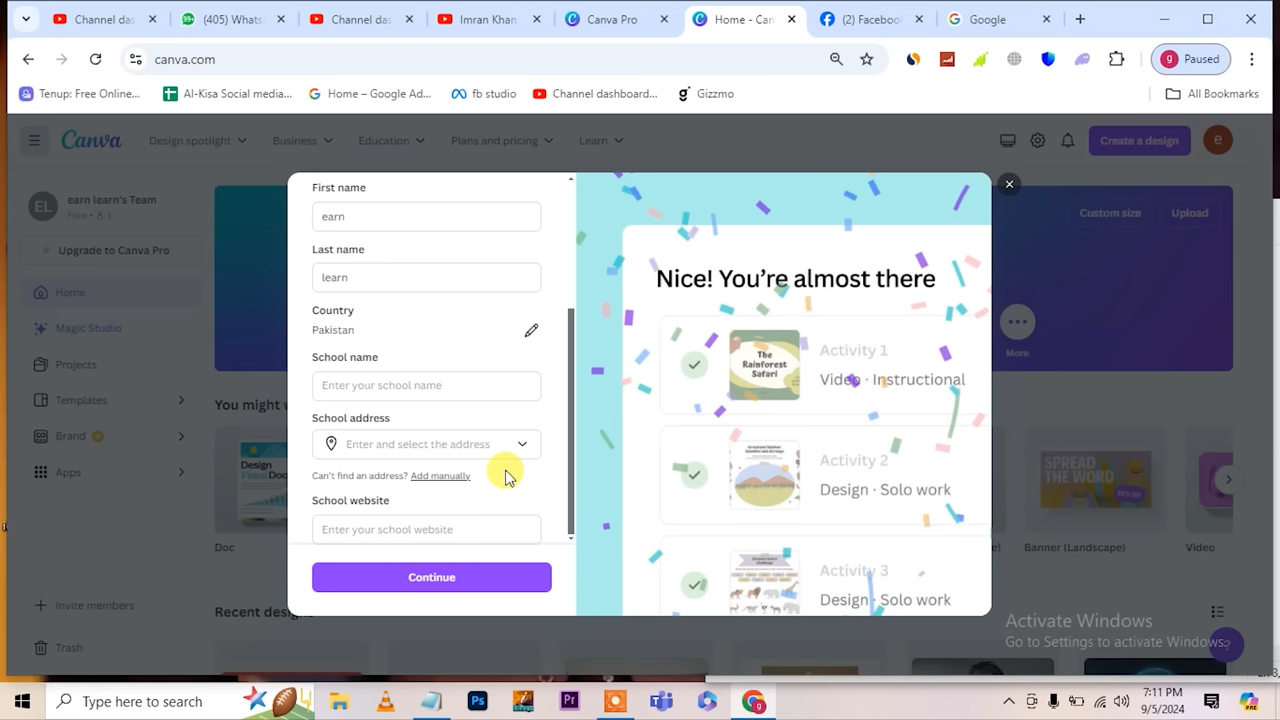 Channel das
(405) Whats
Channel das
Imran Khan
Canva Pro
Home - Can
(2) Facebook
Google
canva.com
g Paused
Tenup: Free Online...
AI-Kisa Social media...
Home – Google Ad...
fb studio
Channel dashboard...
Gizzmo
All Bookmarks
Canva
Design spotlight
Business
Education
Plans and pricing
Learn
Create a design
e
EL
earn learn's Team
Free •
1
Upgrade to Canva Pro
Home
Magic Studio
Projects
Templates
Brand
Apps
Invite members
Trash
Custom size
Upload
More
You might
Doc
Banner (Landscape)
Video
Recent designs
First name
earn
Last name
learn
Country
Pakistan
School name
Enter your school name
School address
Enter and select the address
Can't find an address? Add manually
School website
Enter your school website
Continue
Nice! You're almost there
The Rainforest Safari
Activity 1
Video · Instructional
Activity 2
Design · Solo work
Activity 3
Design · Solo work
SPREAD THE WORD
Activate Windows
Go to Settings to activate Windows.
Type here to search
7:11 PM
9/5/2024